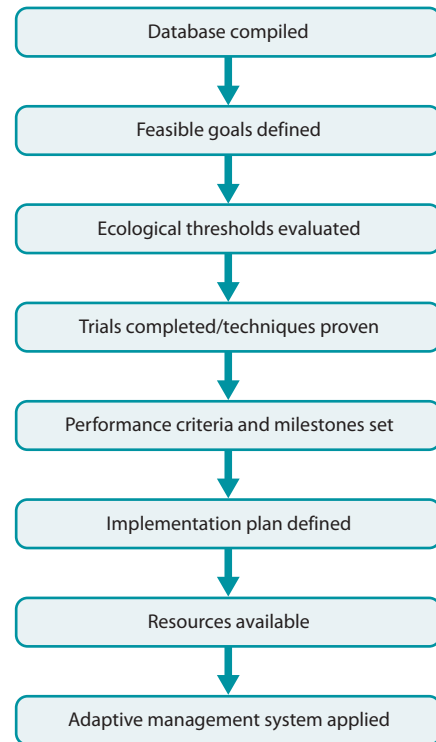 Database compiled
Feasible goals defined
Ecological thresholds evaluated
Trials completed/techniques proven
Performance criteria and milestones set
Implementation plan defined
Resources available
Adaptive management system applied